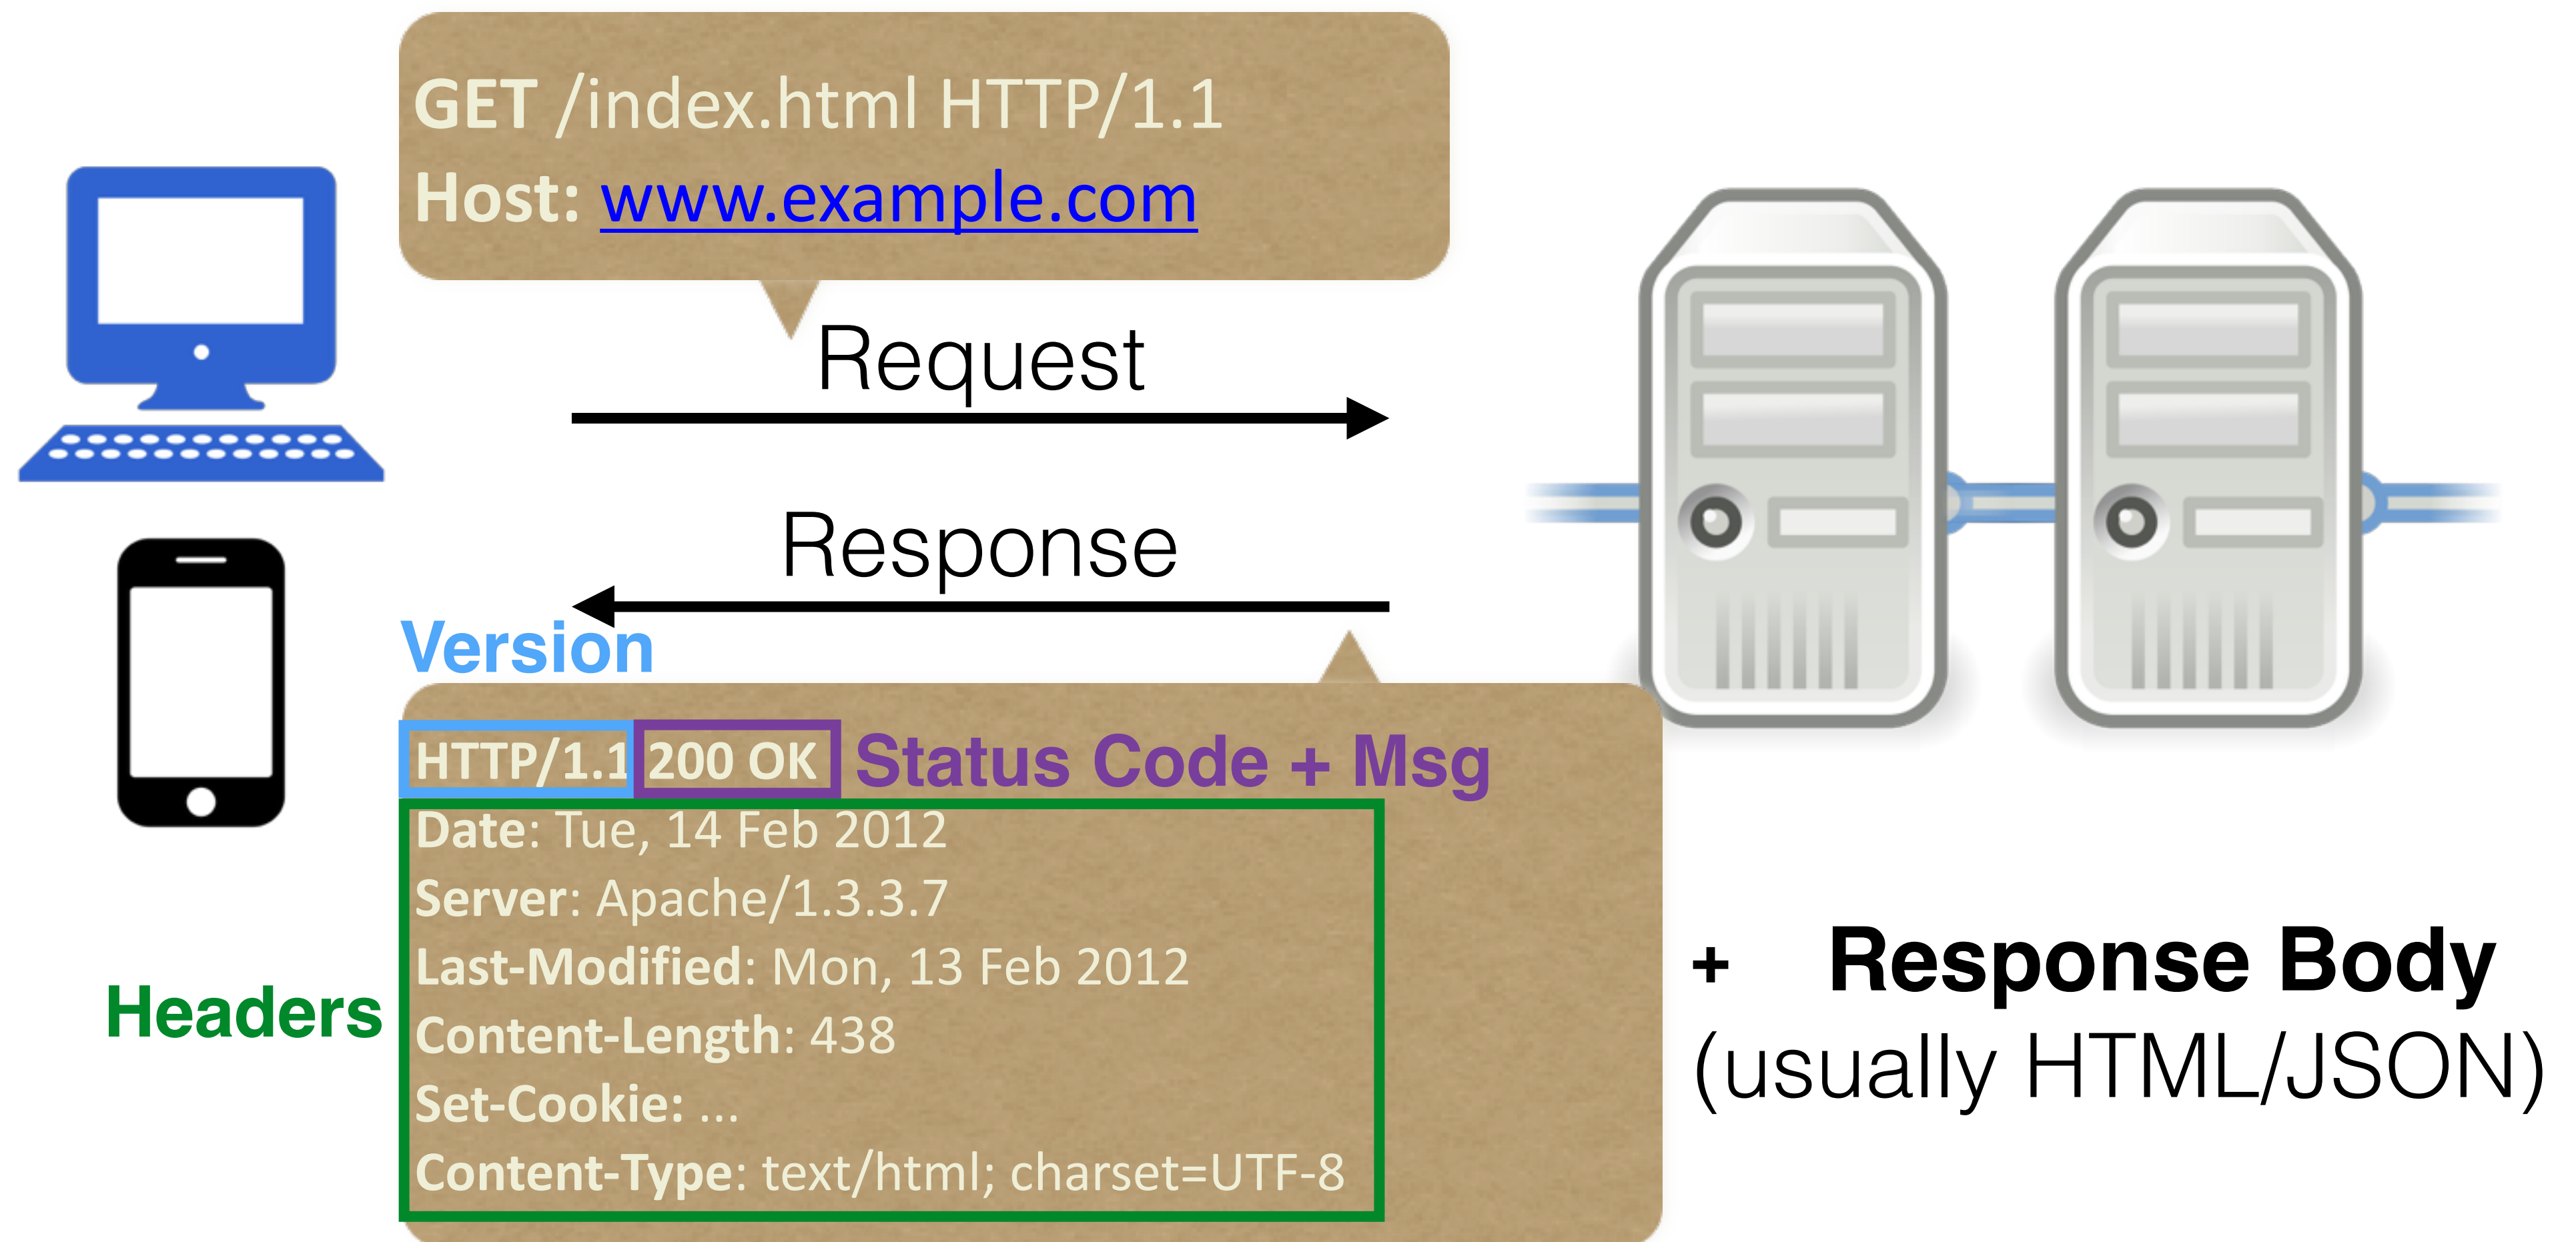 GET /index.html HTTP/1.1
Host: www.example.com
Request
Response
Version
HTTP/1.1 200 OK Status Code + Msg
Date: Tue, 14 Feb 2012
Server: Apache/1.3.3.7
Last-Modified: Mon, 13 Feb 2012
Content-Length: 438
Set-Cookie: ...
Content-Type: text/html; charset=UTF-8
Headers
+ Response Body
(usually HTML/JSON)